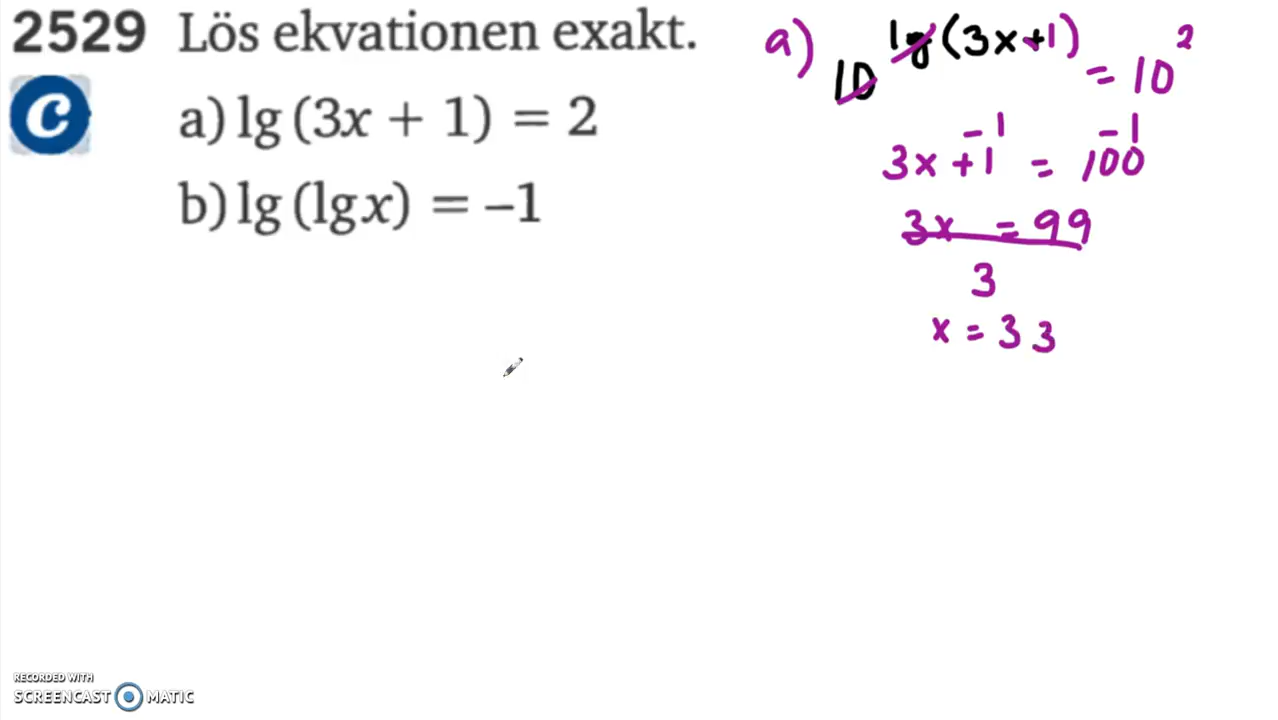 2529 Lös ekvationen exakt.
C
a) lg (3x + 1) = 2
b) lg (lg x) = –1
a) 10^lg(3x+1) = 10^2
-1 -1
3x +1 = 100
3x = 99
3
x = 33
RECORDED WITH
SCREENCAST MATIC